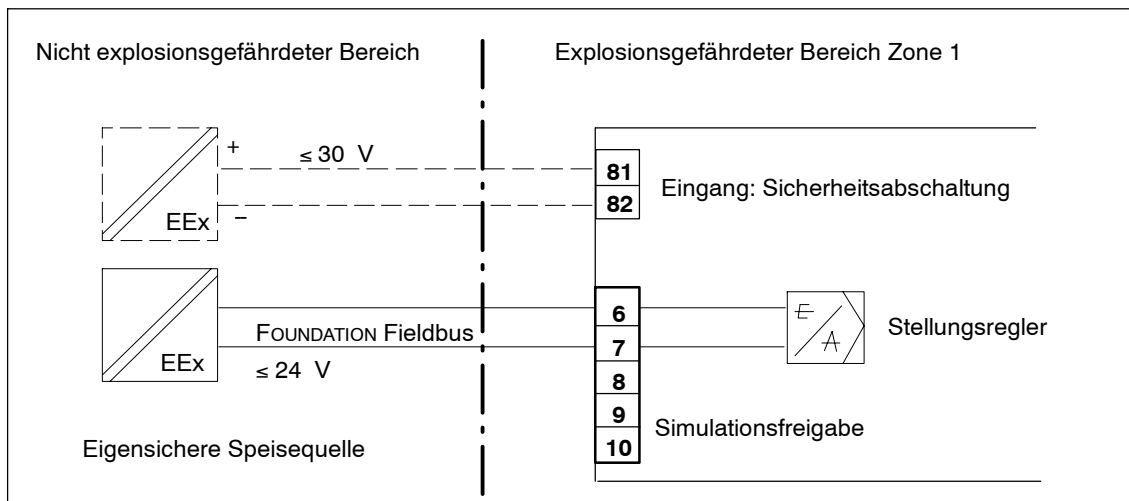 Nicht explosionsgefährdeter Bereich
Explosionsgefährdeter Bereich Zone 1
+
≤ 30 V
EEx
–
81
82
Eingang: Sicherheitsabschaltung
EEx
FOUNDATION Fieldbus
≤ 24 V
6
7
8
9
10
E
A
Stellungsregler
Simulationsfreigabe
Eigensichere Speisequelle